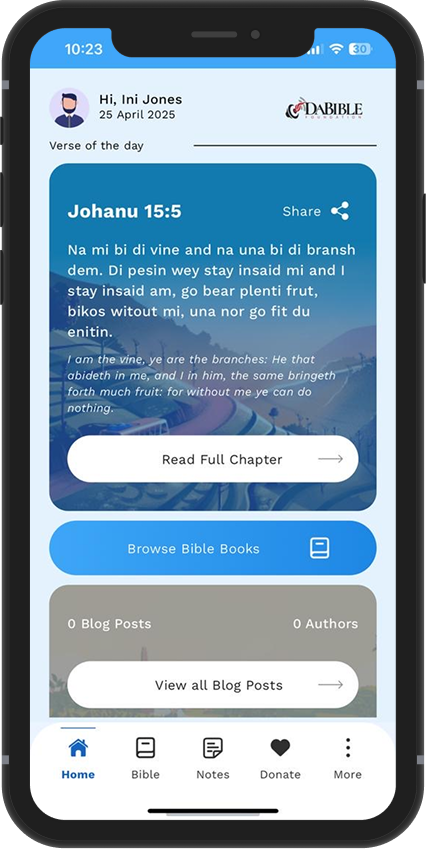 10:23
30
Hi, Ini Jones
25 April 2025
DABIBLE
FOUNDATION
Verse of the day
Johanu 15:5
Share
Na mi bi di vine and na una bi di bransh
dem. Di pesin wey stay insaid mi and I
stay insaid am, go bear plenti frut,
bikos witout mi, una nor go fit du
enitin.
I am the vine, ye are the branches: He that
abideth in me, and I in him, the same bringeth
forth much fruit: for without me ye can do
nothing.
Read Full Chapter
Browse Bible Books
0 Blog Posts
0 Authors
View all Blog Posts
Home
Bible
Notes
Donate
More